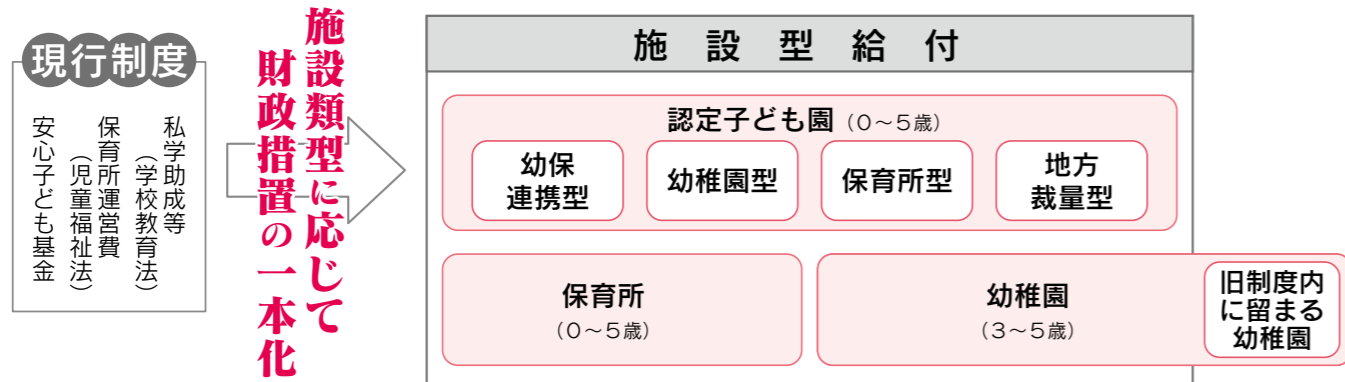 現行制度
私学助成等
（学校教育法）
保育所運営費
（児童福祉法）
安心子ども基金
施設類型に応じて
財政措置の一本化
施設型給付
認定子ども園（0～5歳）
幼保
連携型
幼稚園型
保育所型
地方
裁量型
保育所
（0～5歳）
幼稚園
（3～5歳）
旧制度内
に留まる
幼稚園